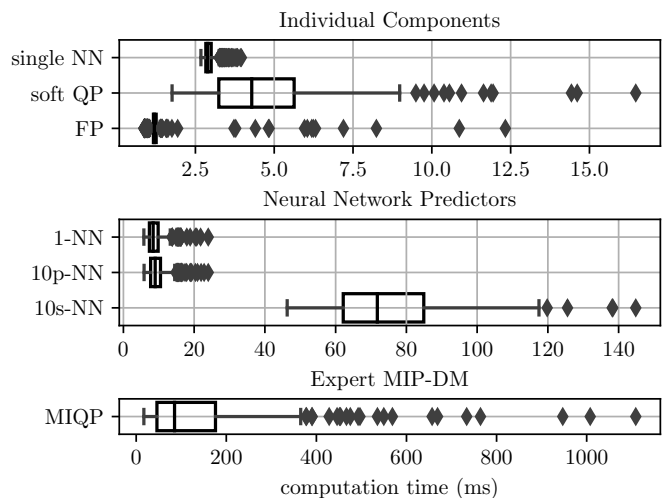 Individual Components
single NN
soft QP
FP
2.5 5.0 7.5 10.0 12.5 15.0
Neural Network Predictors
1-NN
10p-NN
10s-NN
0 20 40 60 80 100 120 140
Expert MIP-DM
MIQP
0 200 400 600 800 1000
computation time (ms)